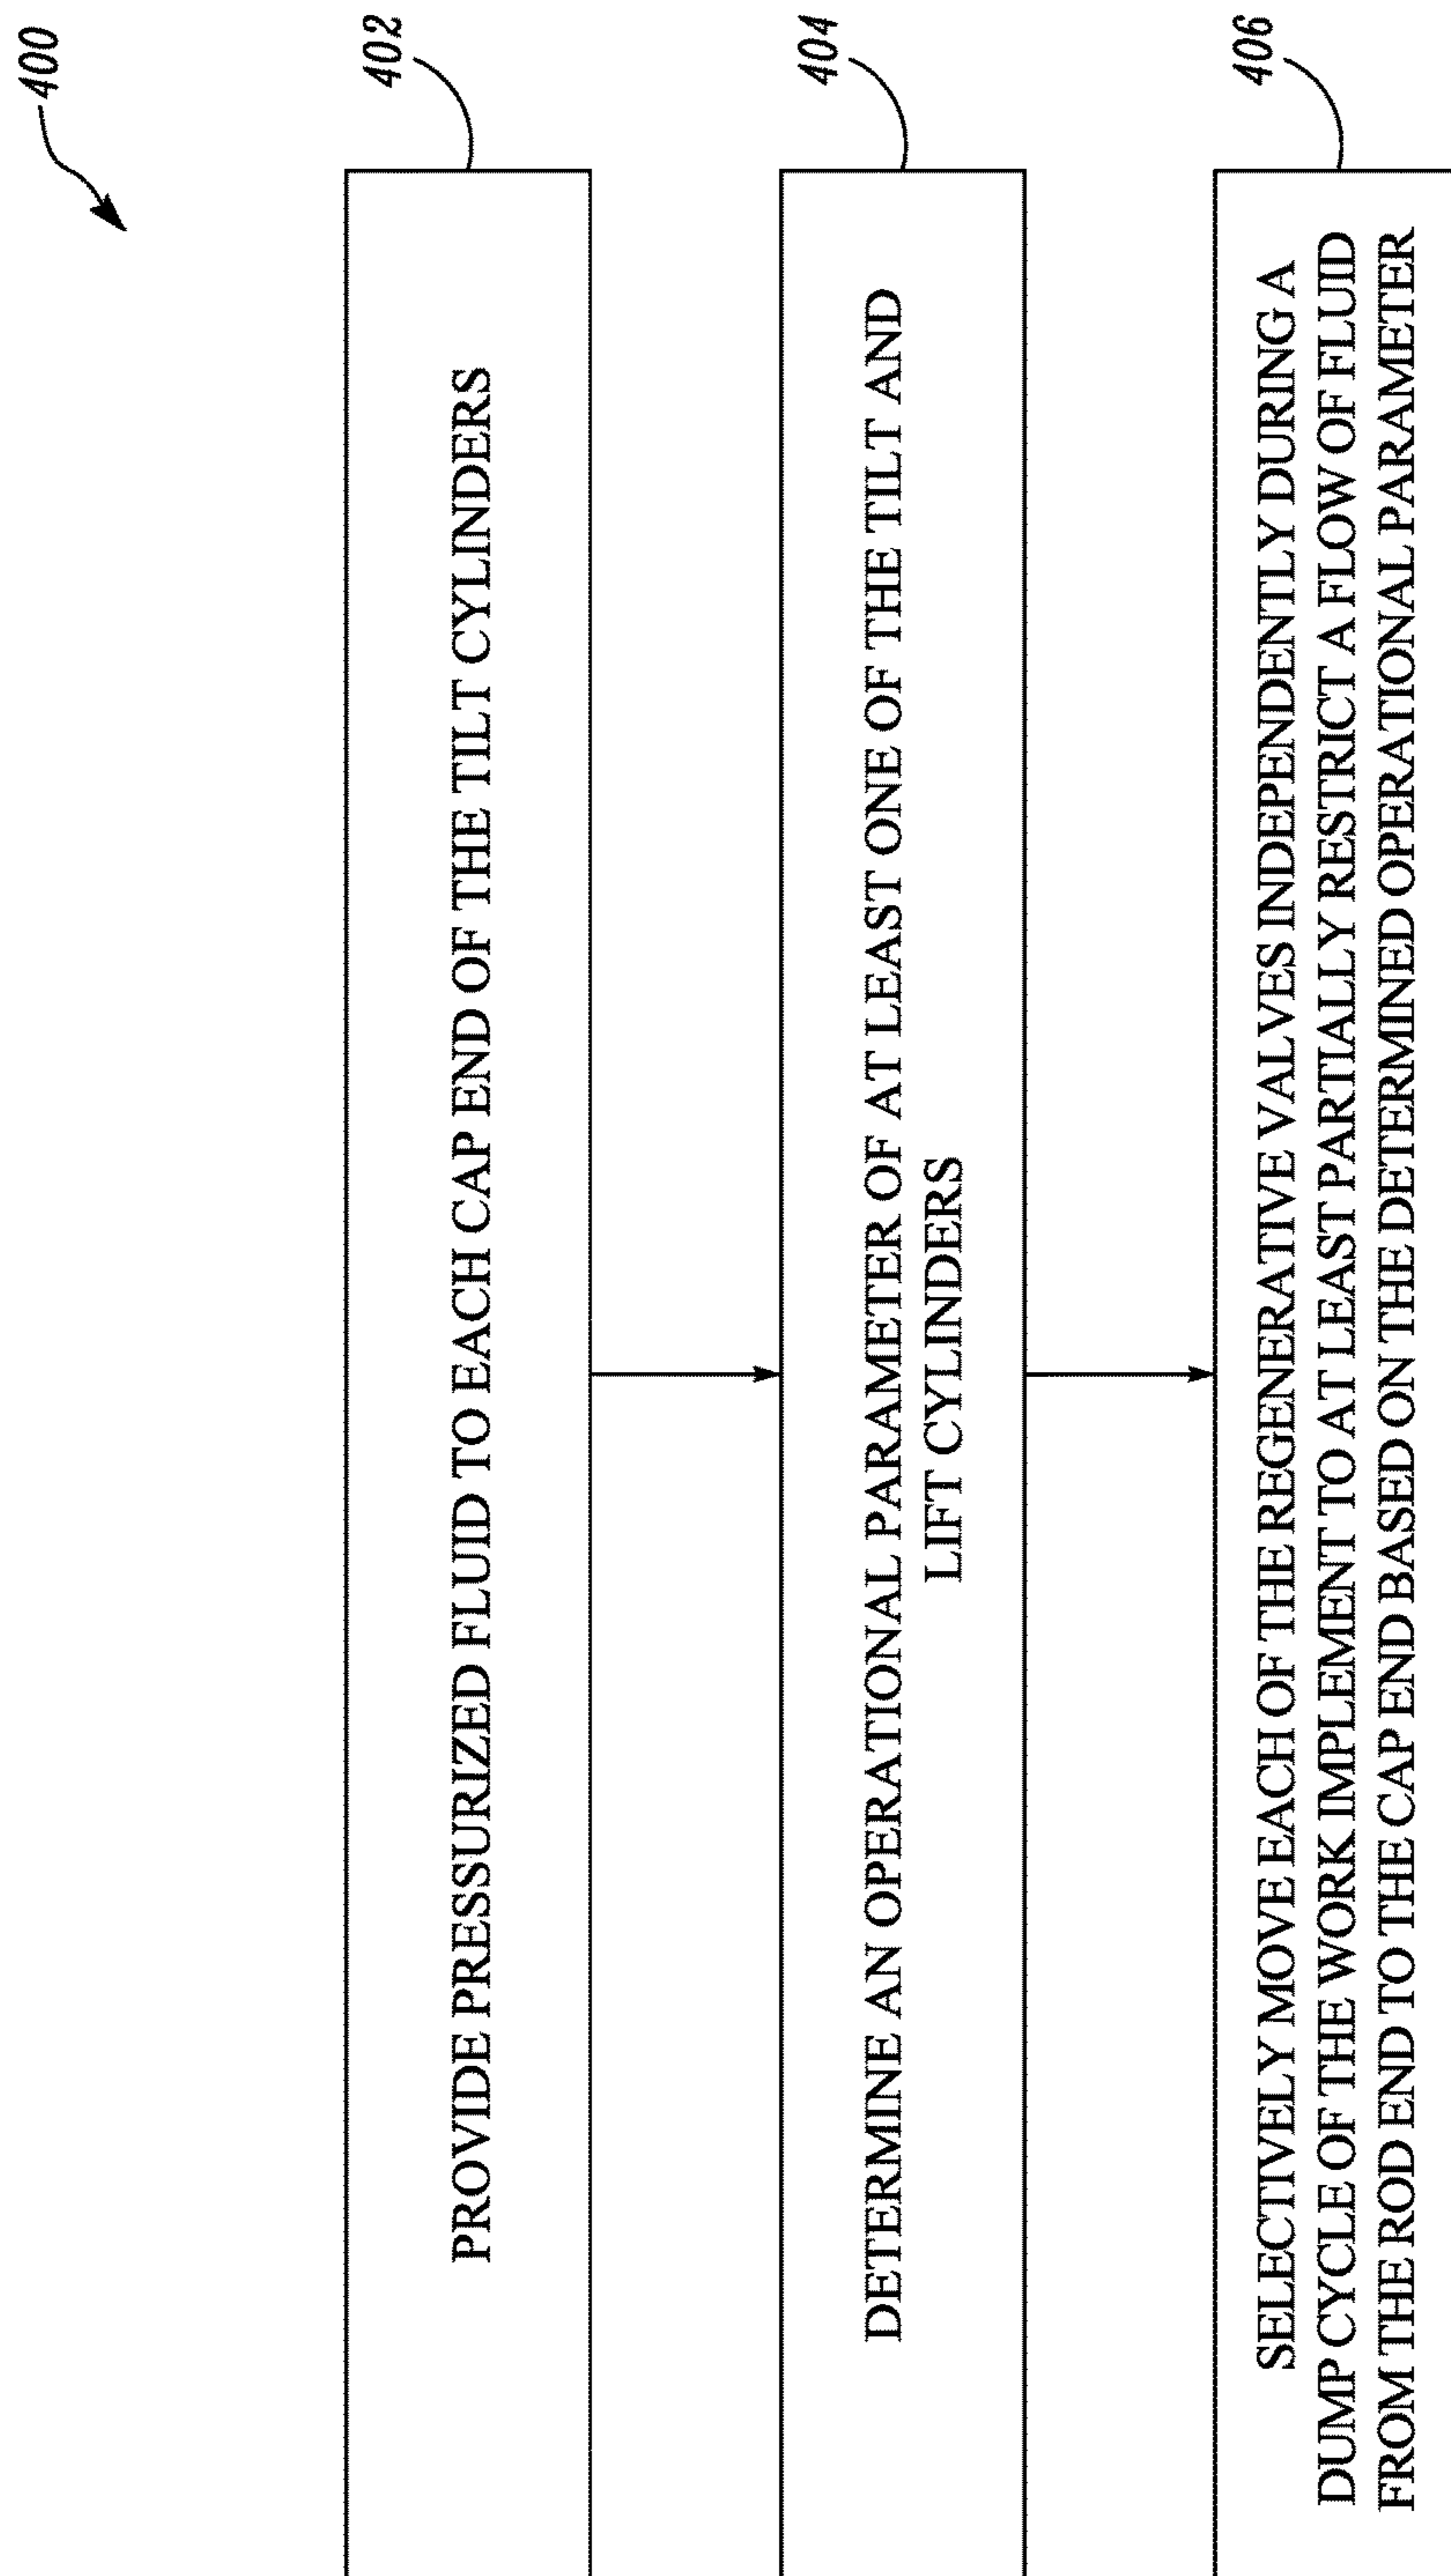 400
402
PROVIDE PRESSURIZED FLUID TO EACH CAP END OF THE TILT CYLINDERS
404
DETERMINE AN OPERATIONAL PARAMETER OF AT LEAST ONE OF THE TILT AND
LIFT CYLINDERS
406
SELECTIVELY MOVE EACH OF THE REGENERATIVE VALVES INDEPENDENTLY DURING A
DUMP CYCLE OF THE WORK IMPLEMENT TO AT LEAST PARTIALLY RESTRICT A FLOW OF FLUID
FROM THE ROD END TO THE CAP END BASED ON THE DETERMINED OPERATIONAL PARAMETER